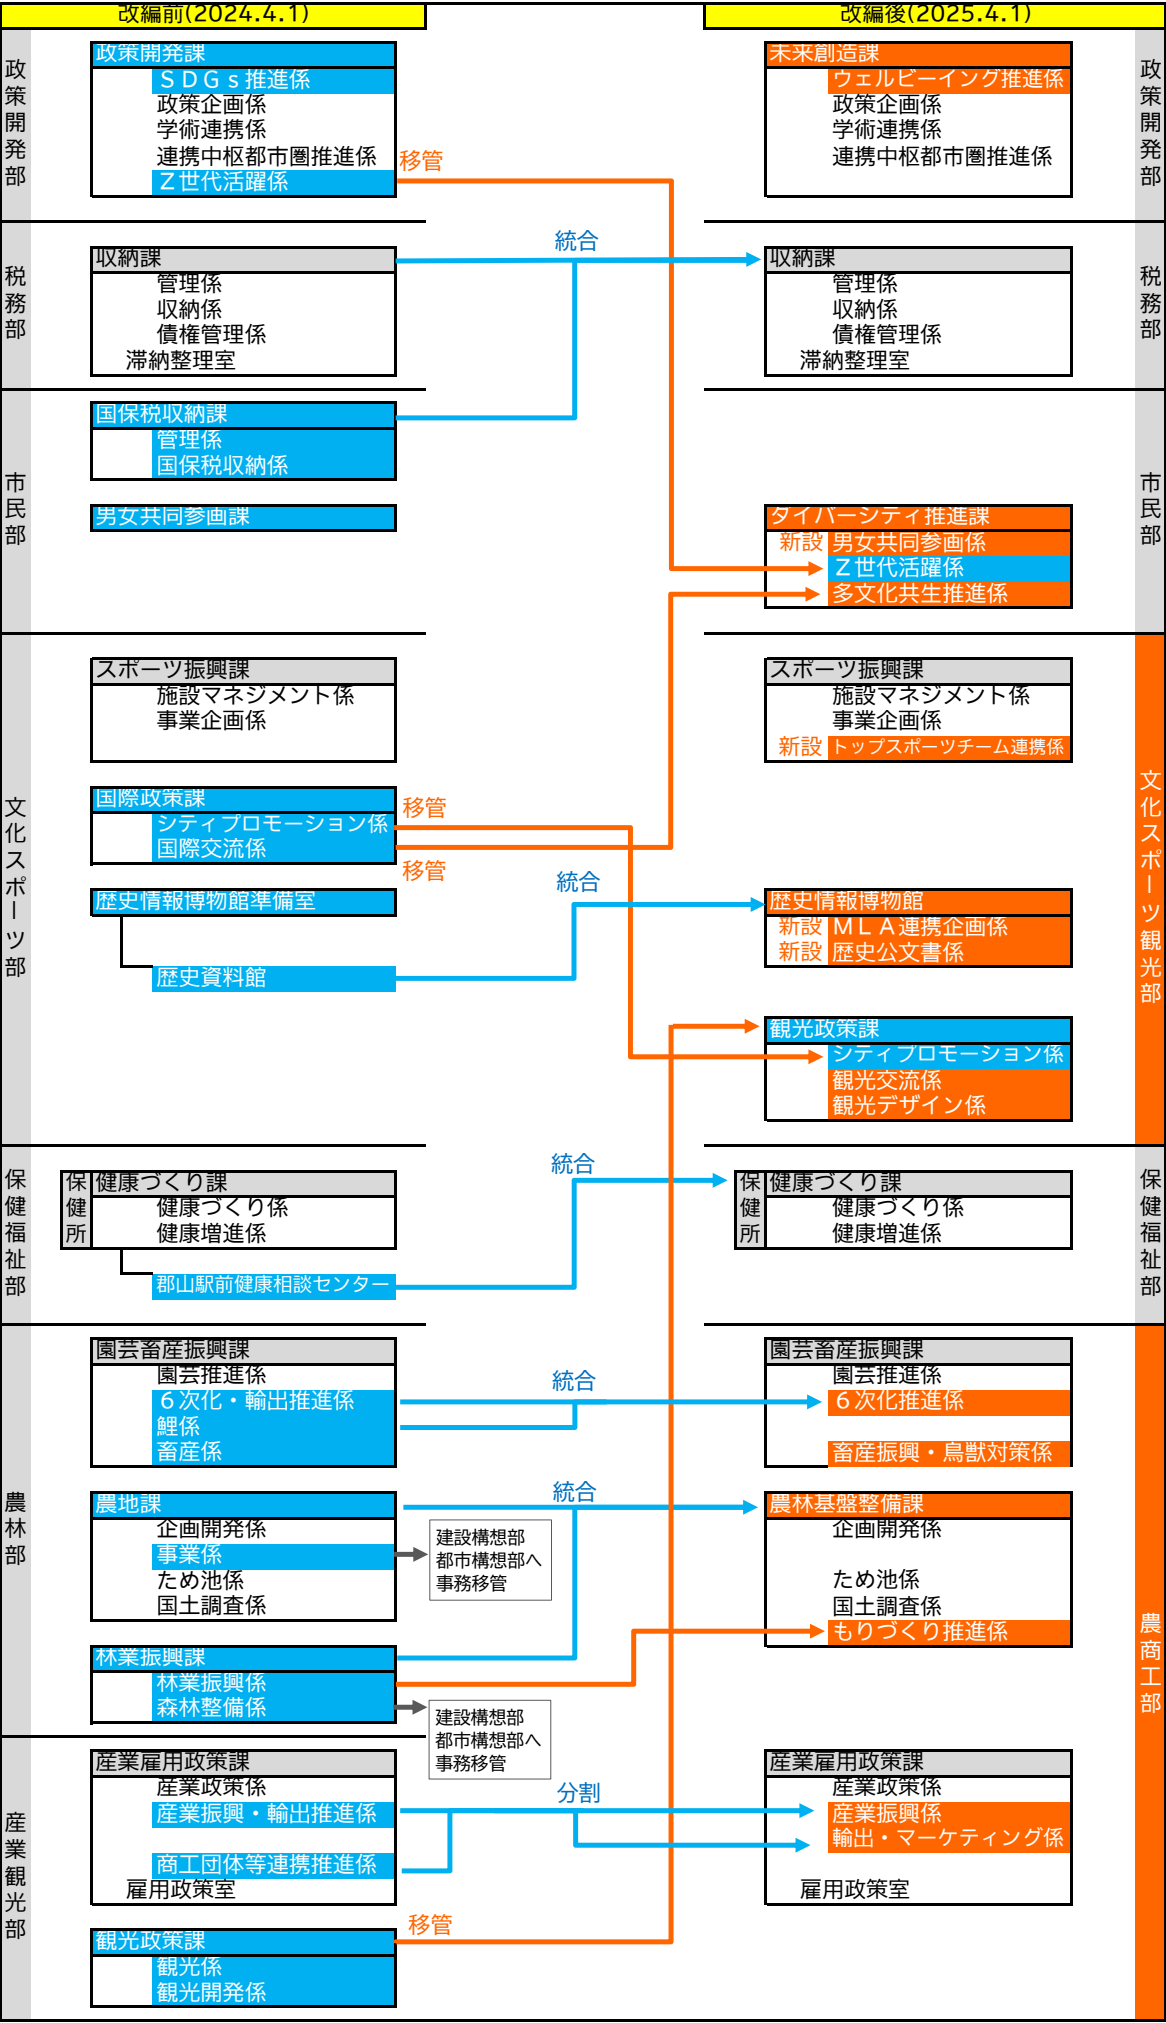 改編前(2024.4.1)
改編後(2025.4.1)
政策開発部
政策開発課
ＳＤＧｓ推進係
政策企画係
学術連携係
連携中枢都市圏推進係
Ｚ世代活躍係
移管
未来創造課
ウェルビーイング推進係
政策企画係
学術連携係
連携中枢都市圏推進係
政策開発部
税務部
収納課
管理係
収納係
債権管理係
滞納整理室
統合
収納課
管理係
収納係
債権管理係
滞納整理室
税務部
市民部
国保税収納課
管理係
国保税収納係
男女共同参画課
ダイバーシティ推進課
新設 男女共同参画係
Ｚ世代活躍係
多文化共生推進係
市民部
文化スポーツ部
スポーツ振興課
施設マネジメント係
事業企画係
国際政策課
シティプロモーション係
国際交流係
移管
移管
歴史情報博物館準備室
歴史資料館
統合
スポーツ振興課
施設マネジメント係
事業企画係
新設 トップスポーツチーム連携係
歴史情報博物館
新設 ＭＬＡ連携企画係
新設 歴史公文書係
観光政策課
シティプロモーション係
観光交流係
観光デザイン係
文化スポーツ観光部
保健福祉部
保健所
健康づくり課
健康づくり係
健康増進係
郡山駅前健康相談センター
統合
保健所
健康づくり課
健康づくり係
健康増進係
保健福祉部
農林部
園芸畜産振興課
園芸推進係
６次化・輸出推進係
鯉係
畜産係
統合
園芸畜産振興課
園芸推進係
６次化推進係
畜産振興・鳥獣対策係
農地課
企画開発係
事業係
ため池係
国土調査係
統合
建設構想部
都市構想部へ
事務移管
農林基盤整備課
企画開発係
ため池係
国土調査係
もりづくり推進係
林業振興課
林業振興係
森林整備係
建設構想部
都市構想部へ
事務移管
農商工部
産業観光部
産業雇用政策課
産業政策係
産業振興・輸出推進係
商工団体等連携推進係
雇用政策室
分割
産業雇用政策課
産業政策係
産業振興係
輸出・マーケティング係
雇用政策室
観光政策課
観光係
観光開発係
移管